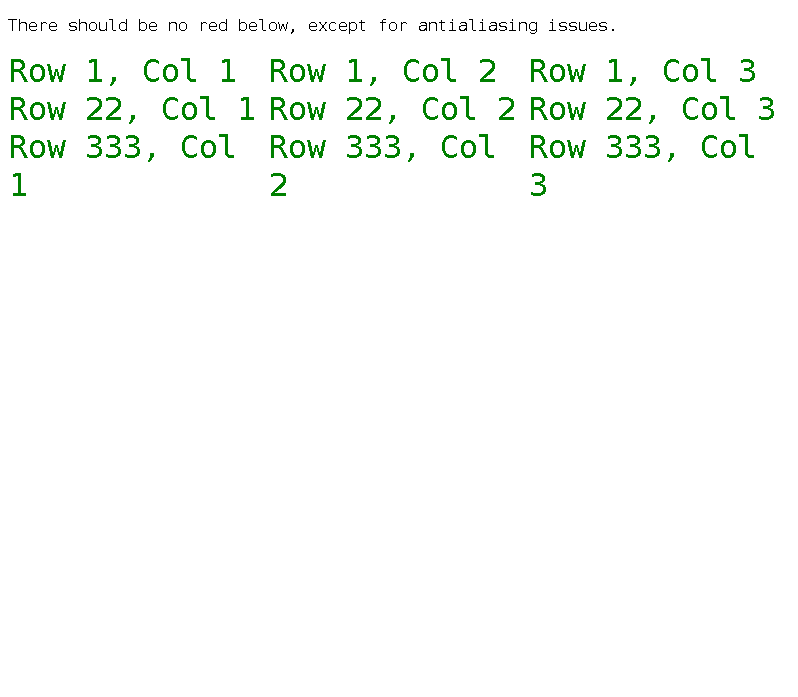 There should be no red below, except for antialiasing issues.
Row 1, Col 1 Row 1, Col 2 Row 1, Col 3
Row 22, Col 1 Row 22, Col 2 Row 22, Col 3
Row 333, Col Row 333, Col Row 333, Col
1 2 3